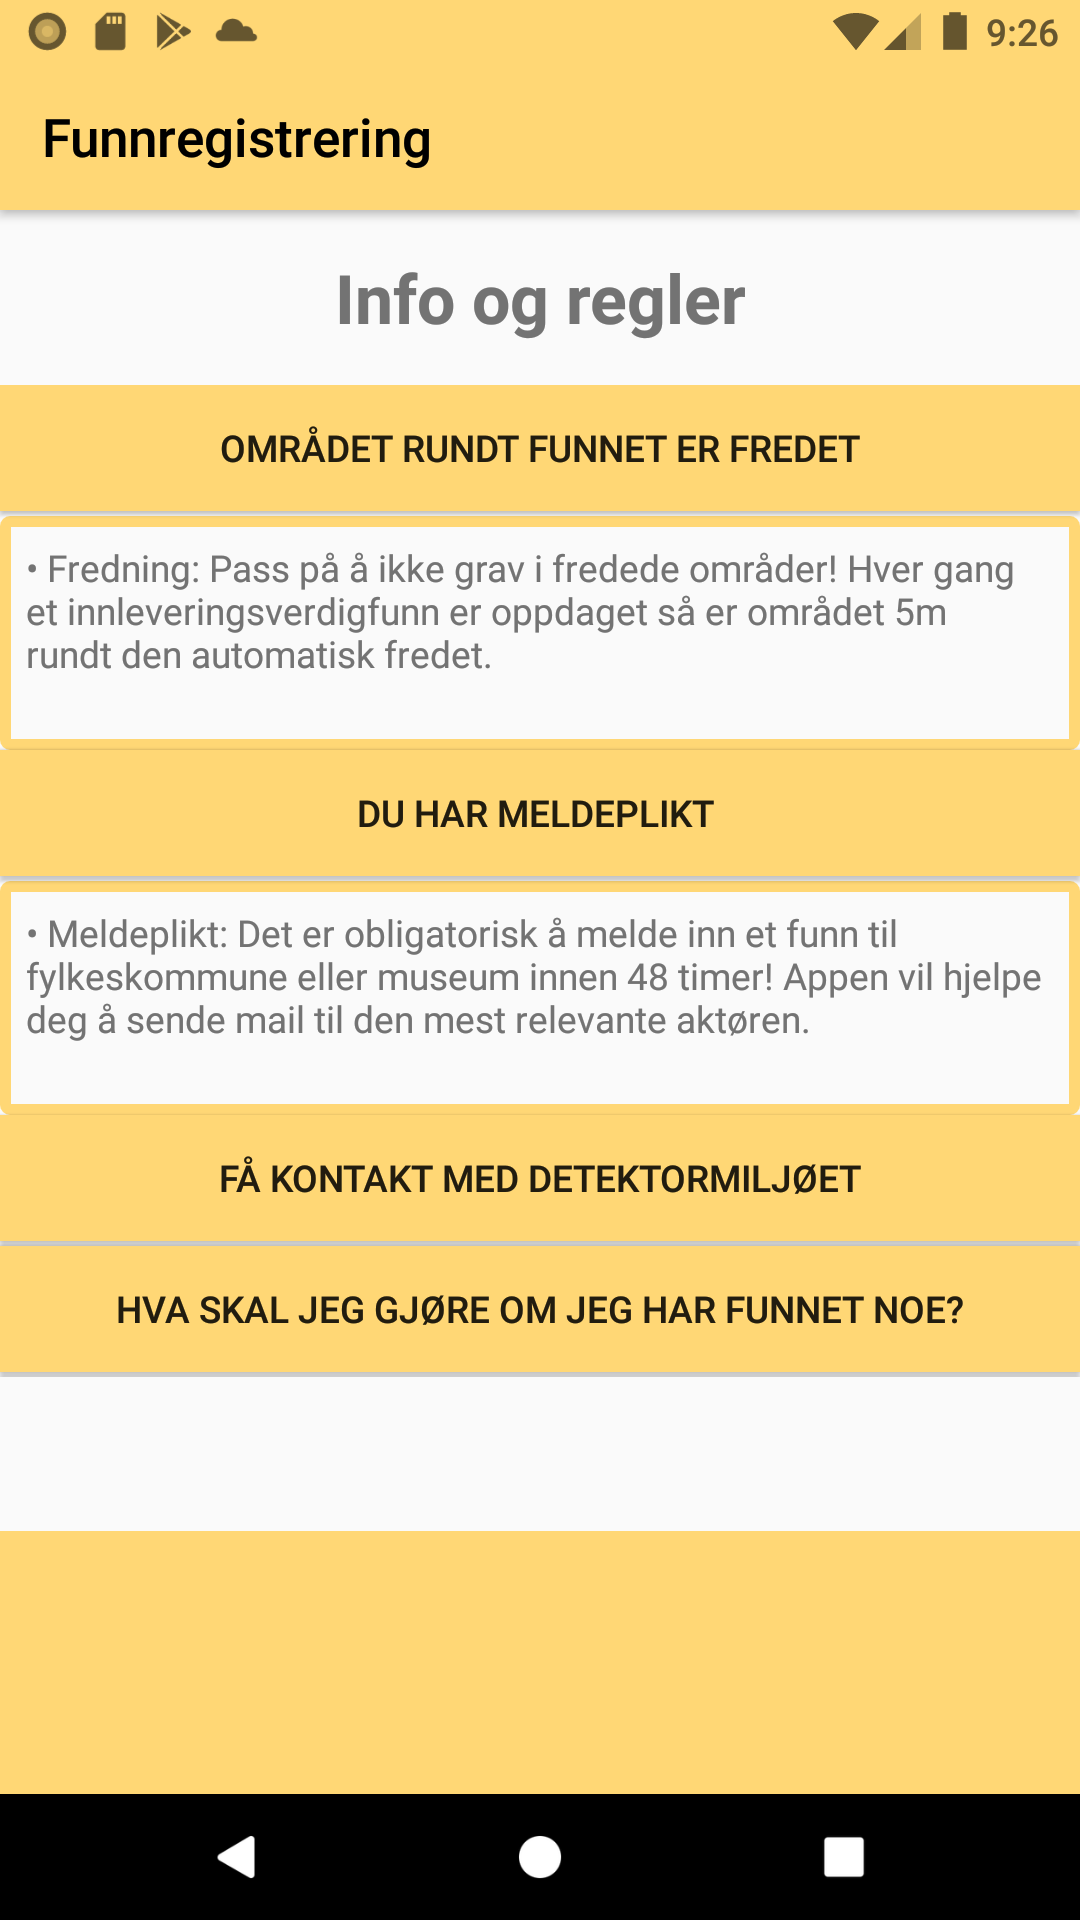 9:26
Funnregistrering
Info og regler
OMRÅDET RUNDT FUNNET ER FREDET
• Fredning: Pass på å ikke grav i fredede områder! Hver gang
et innleveringsverdigfunn er oppdaget så er området 5m
rundt den automatisk fredet.
DU HAR MELDEPLIKT
• Meldeplikt: Det er obligatorisk å melde inn et funn til
fylkeskommune eller museum innen 48 timer! Appen vil hjelpe
deg å sende mail til den mest relevante aktøren.
FÅ KONTAKT MED DETEKTORMILJØET
HVA SKAL JEG GJØRE OM JEG HAR FUNNET NOE?